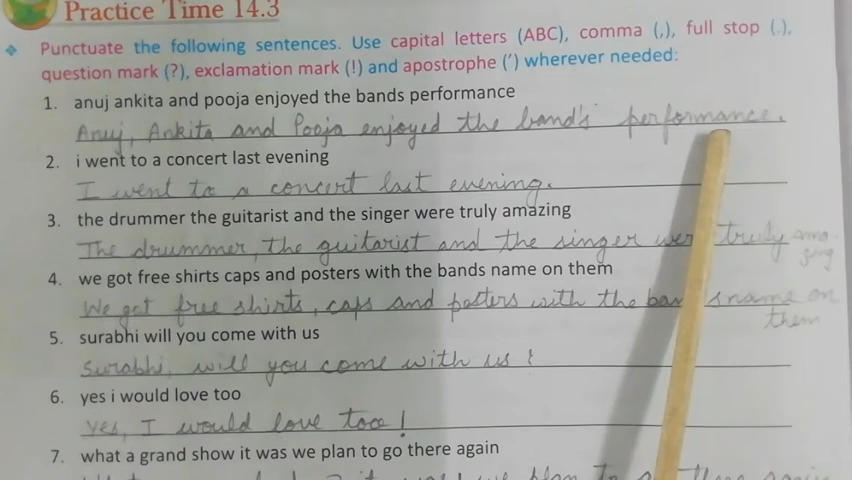 Practice Time 14.3
Punctuate the following sentences. Use capital letters (ABC), comma (,), full stop (.),
question mark (?), exclamation mark (!) and apostrophe (') wherever needed:
1. anuj ankita and pooja enjoyed the bands performance
Anuj, Ankita and Pooja enjoyed the band's performance.
2. i went to a concert last evening
I went to a concert last evening.
3. the drummer the guitarist and the singer were truly amazing
The drummer, the guitarist and the singer truly ama-
zing
4. we got free shirts caps and posters with the bands name on them
We got free shirts, caps and posters with the name on
them
5. surabhi will you come with us
Surabhi, will you come with us ?
6. yes i would love too
Yes, I would love too !
7. what a grand show it was we plan to go there again